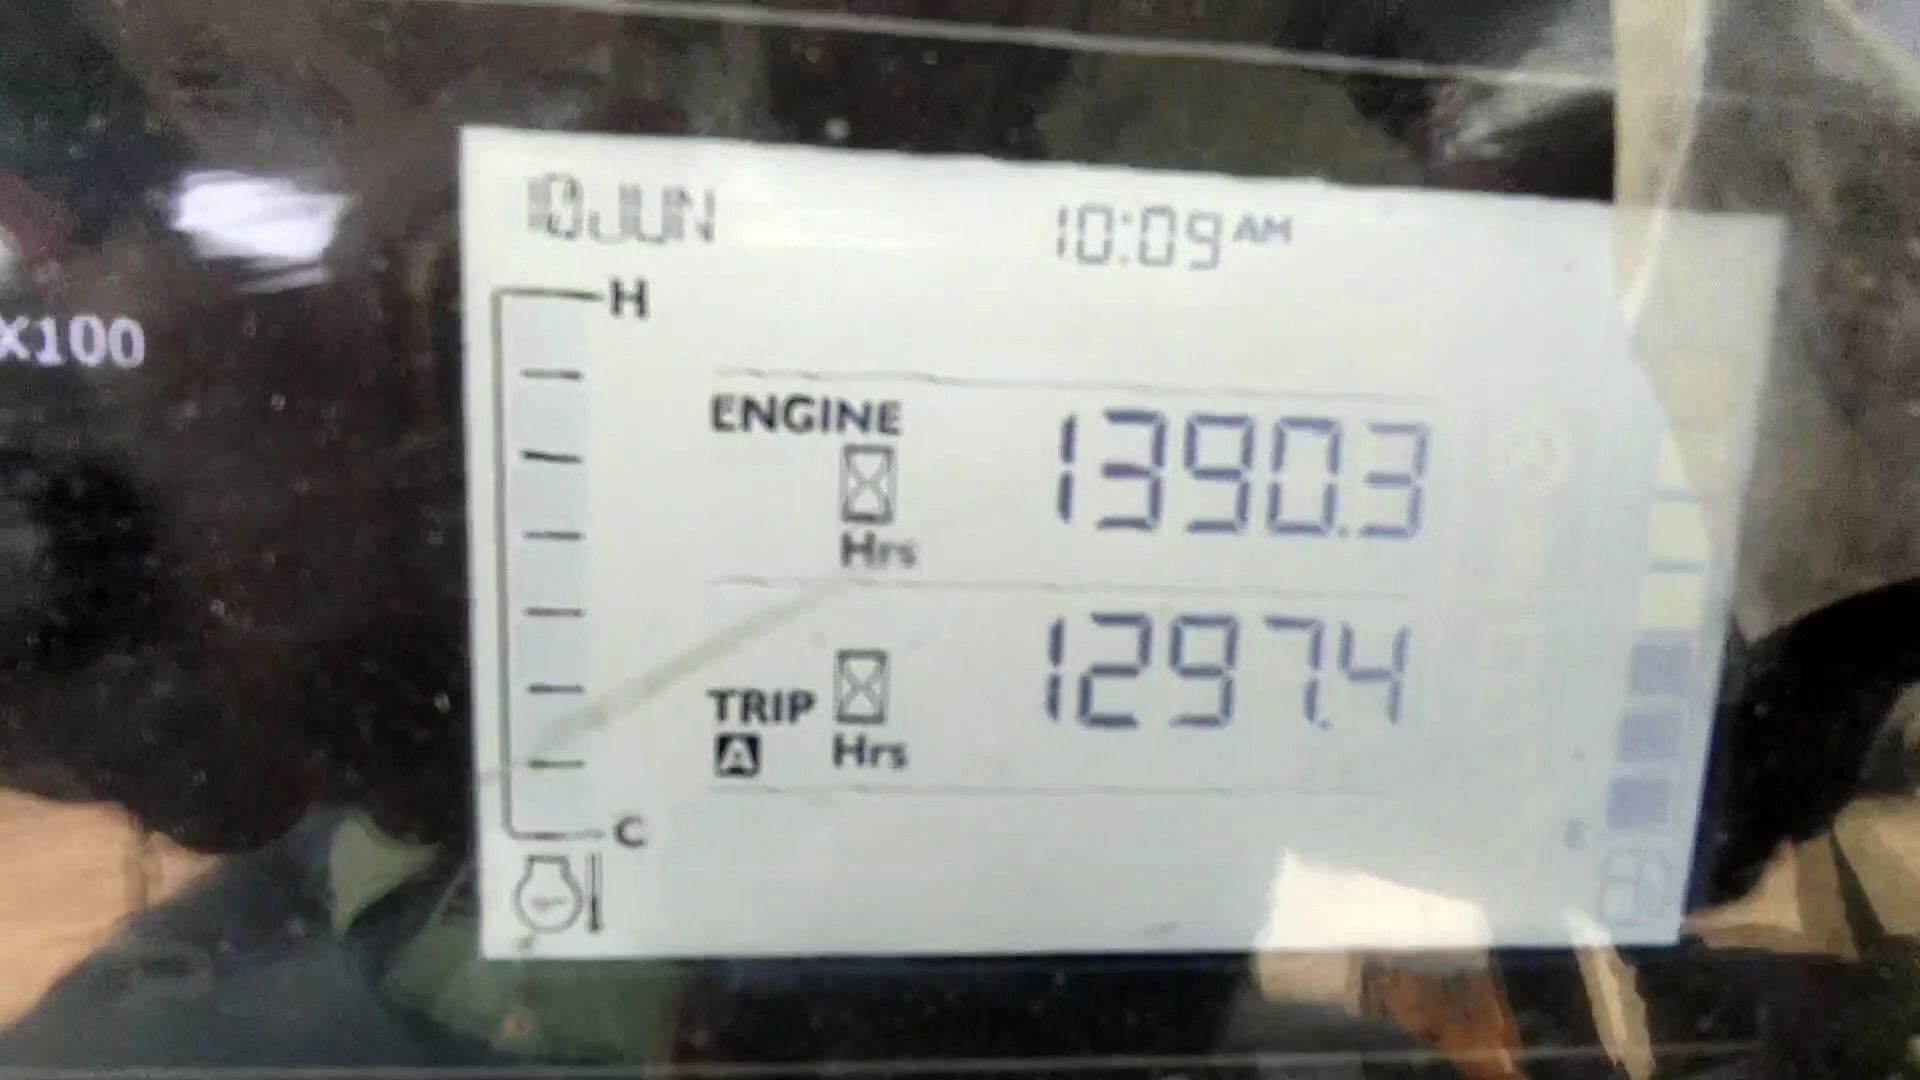 10JUN
10:09 AM
X100
H
ENGINE
Hrs
1390.3
TRIP
A
Hrs
1297.4
C